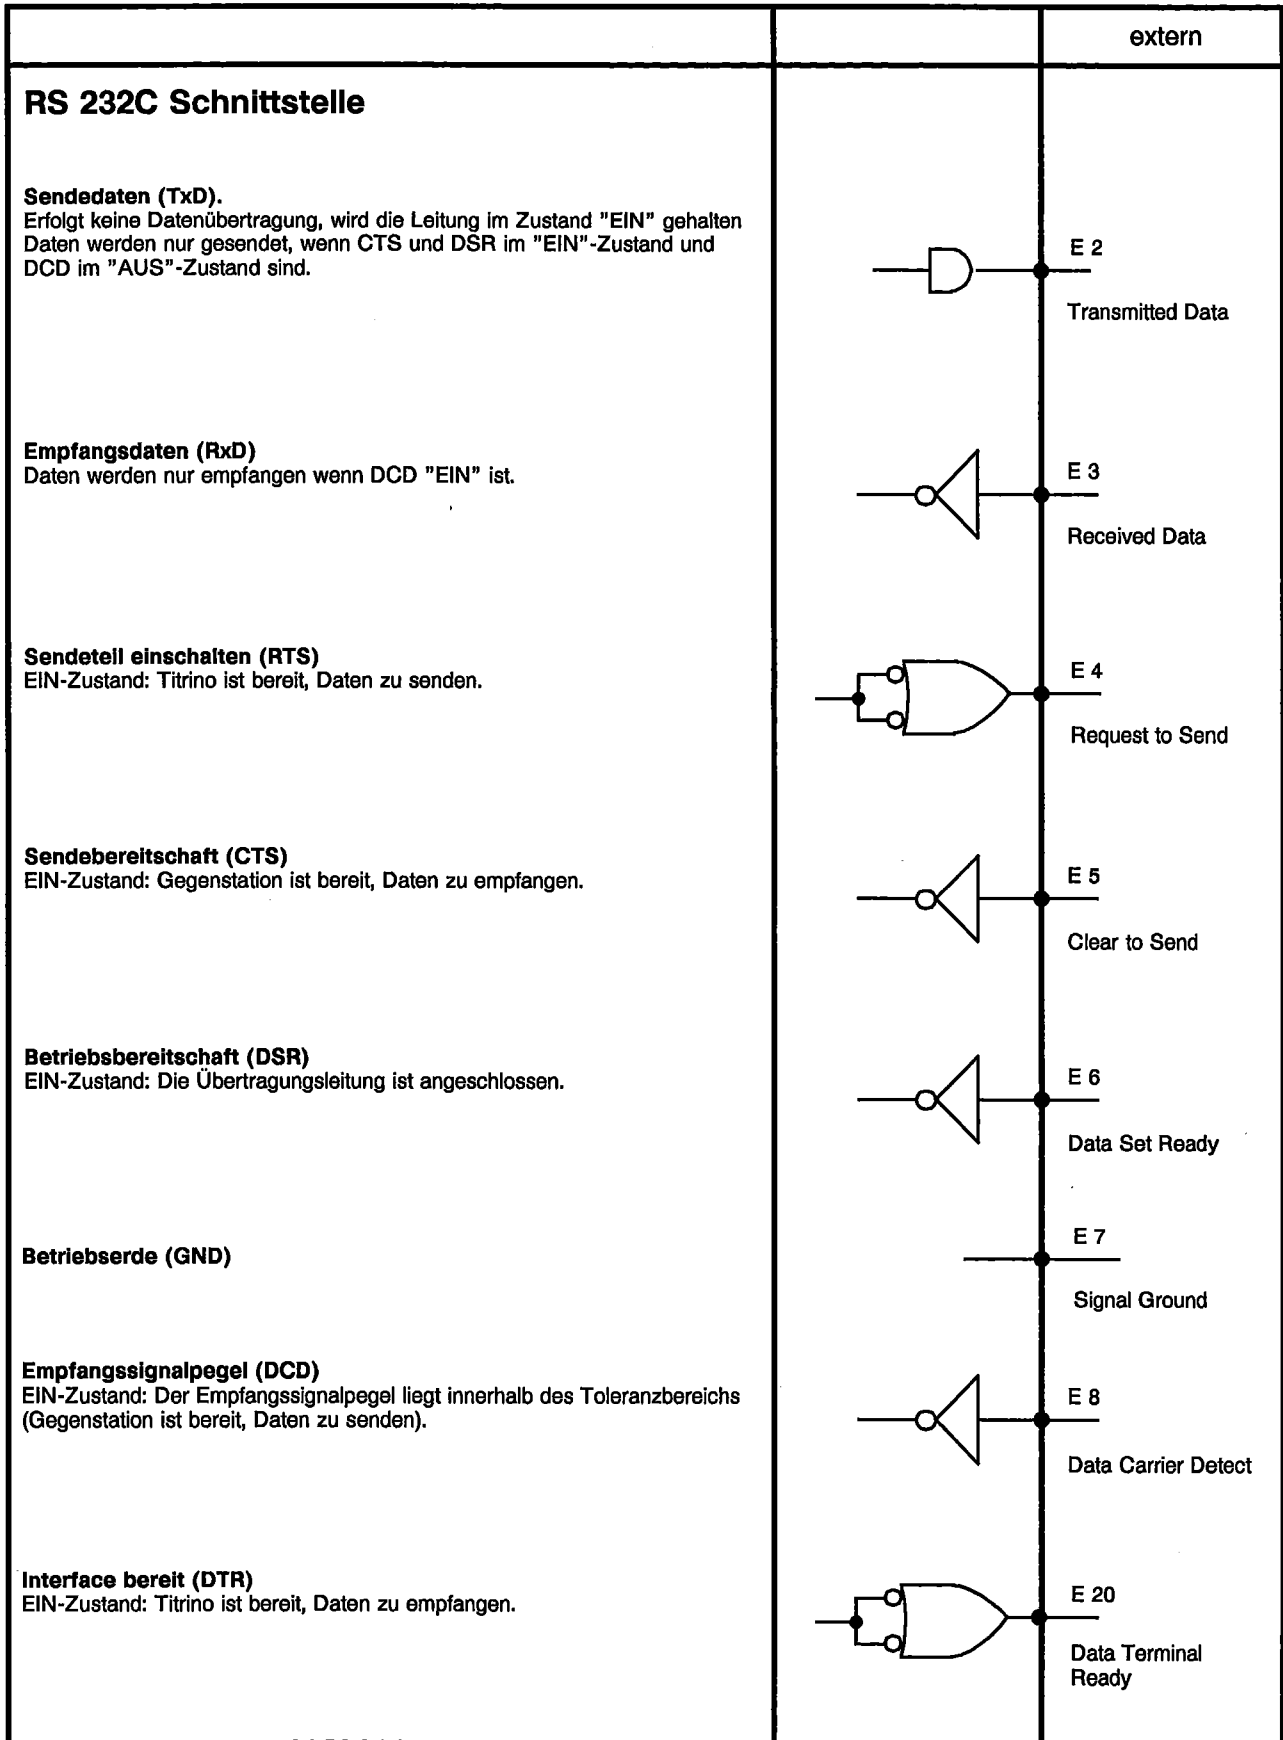 extern
RS 232C Schnittstelle
Sendedaten (TxD).
Erfolgt keine Datenübertragung, wird die Leitung im Zustand "EIN" gehalten
Daten werden nur gesendet, wenn CTS und DSR im "EIN"-Zustand und
DCD im "AUS"-Zustand sind.
E 2
Transmitted Data
Empfangsdaten (RxD)
Daten werden nur empfangen wenn DCD "EIN" ist.
E 3
Received Data
Sendeteil einschalten (RTS)
EIN-Zustand: Titrino ist bereit, Daten zu senden.
E 4
Request to Send
Sendebereitschaft (CTS)
EIN-Zustand: Gegenstation ist bereit, Daten zu empfangen.
E 5
Clear to Send
Betriebsbereitschaft (DSR)
EIN-Zustand: Die Übertragungsleitung ist angeschlossen.
E 6
Data Set Ready
Betriebserde (GND)
E 7
Signal Ground
Empfangssignalpegel (DCD)
EIN-Zustand: Der Empfangssignalpegel liegt innerhalb des Toleranzbereichs
(Gegenstation ist bereit, Daten zu senden).
E 8
Data Carrier Detect
Interface bereit (DTR)
EIN-Zustand: Titrino ist bereit, Daten zu empfangen.
E 20
Data Terminal
Ready